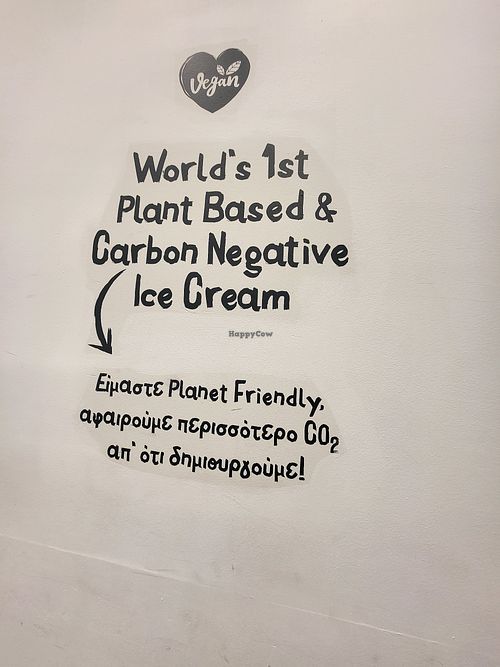 Vegan
World's 1st
Plant Based &
Carbon Negative
Ice Cream
HappyCow
Είμαστε Planet Friendly,
αφαιρούμε περισσότερο CO₂
απ' ότι δημιουργούμε!